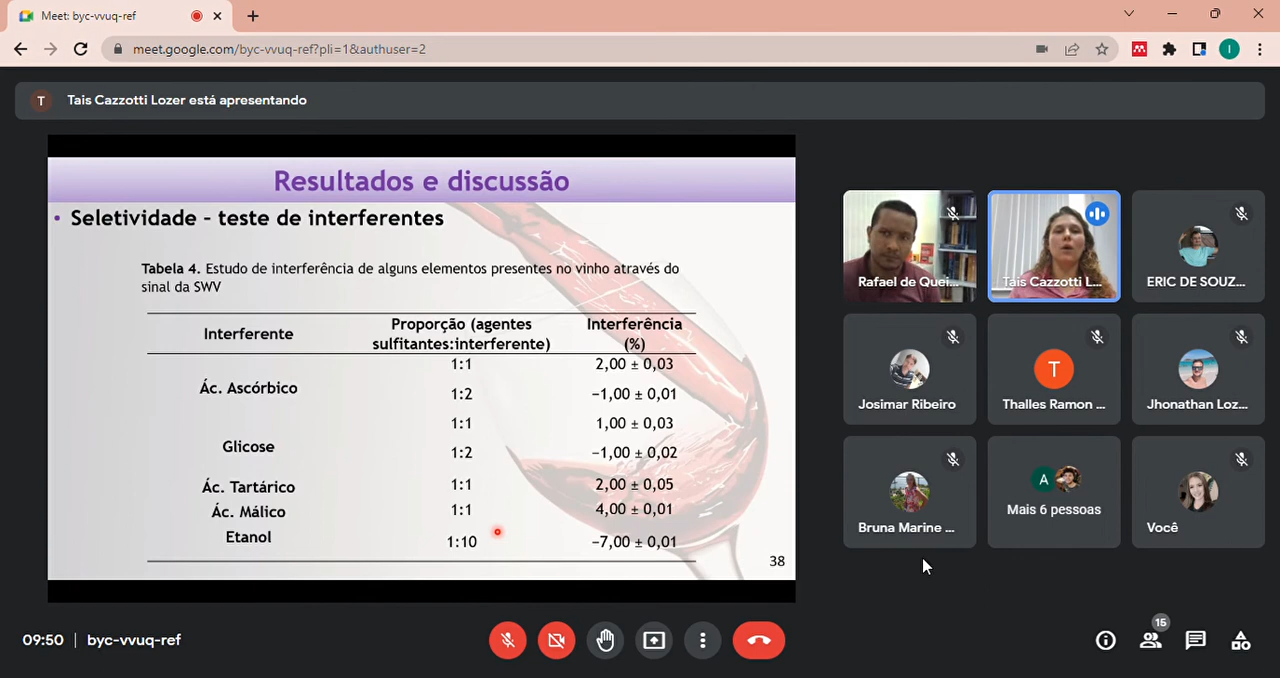 Meet: byc-vvuq-ref
meet.google.com/byc-vvuq-ref?pli=1&authuser=2
I
T
Tais Cazzotti Lozer está apresentando
Resultados e discussão
• Seletividade – teste de interferentes
Tabela 4. Estudo de interferência de alguns elementos presentes no vinho através do
sinal da SWV
Interferente Proporção (agentes sulfitantes:interferente) Interferência (%)
Ác. Ascórbico 1:1 2,00 ± 0,03
1:2 −1,00 ± 0,01
Glicose 1:1 1,00 ± 0,03
1:2 −1,00 ± 0,02
Ác. Tartárico 1:1 2,00 ± 0,05
Ác. Málico 1:1 4,00 ± 0,01
Etanol 1:10 −7,00 ± 0,01
38
Rafael de Quei...
Tais Cazzotti L...
ERIC DE SOUZ...
Josimar Ribeiro
T
Thalles Ramon ...
Jhonathan Loz...
Bruna Marine ...
A
Mais 6 pessoas
Você
09:50 | byc-vvuq-ref
15